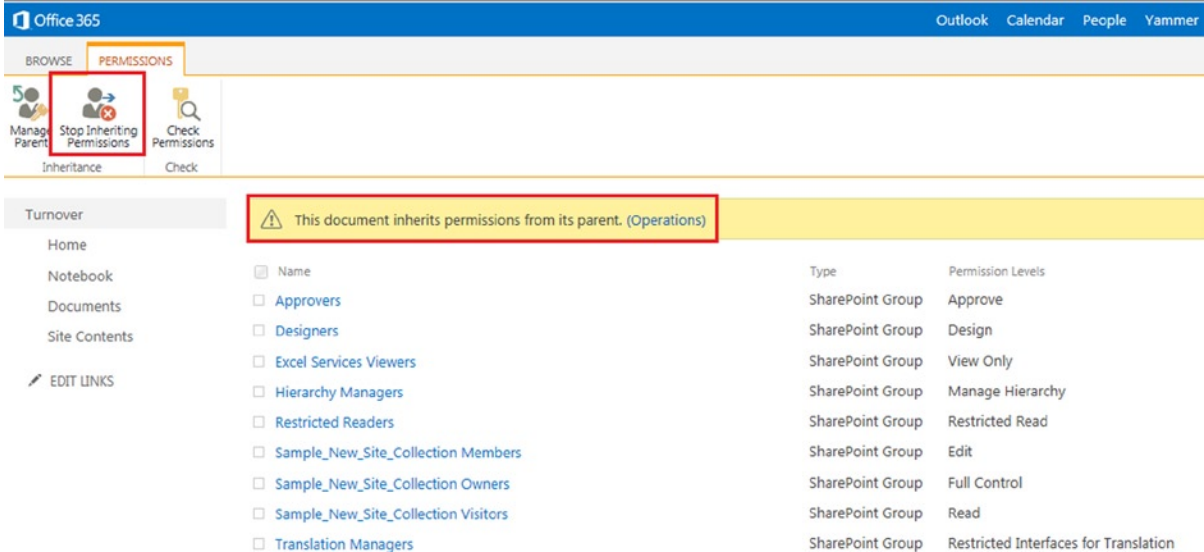 Office 365
Outlook Calendar People Yammer
BROWSE PERMISSIONS
Manage Parent
Stop Inheriting Permissions
Check Permissions
Inheritance Check
Turnover
Home
Notebook
Documents
Site Contents
EDIT LINKS
This document inherits permissions from its parent. (Operations)
Name Type Permission Levels
Approvers SharePoint Group Approve
Designers SharePoint Group Design
Excel Services Viewers SharePoint Group View Only
Hierarchy Managers SharePoint Group Manage Hierarchy
Restricted Readers SharePoint Group Restricted Read
Sample_New_Site_Collection Members SharePoint Group Edit
Sample_New_Site_Collection Owners SharePoint Group Full Control
Sample_New_Site_Collection Visitors SharePoint Group Read
Translation Managers SharePoint Group Restricted Interfaces for Translation